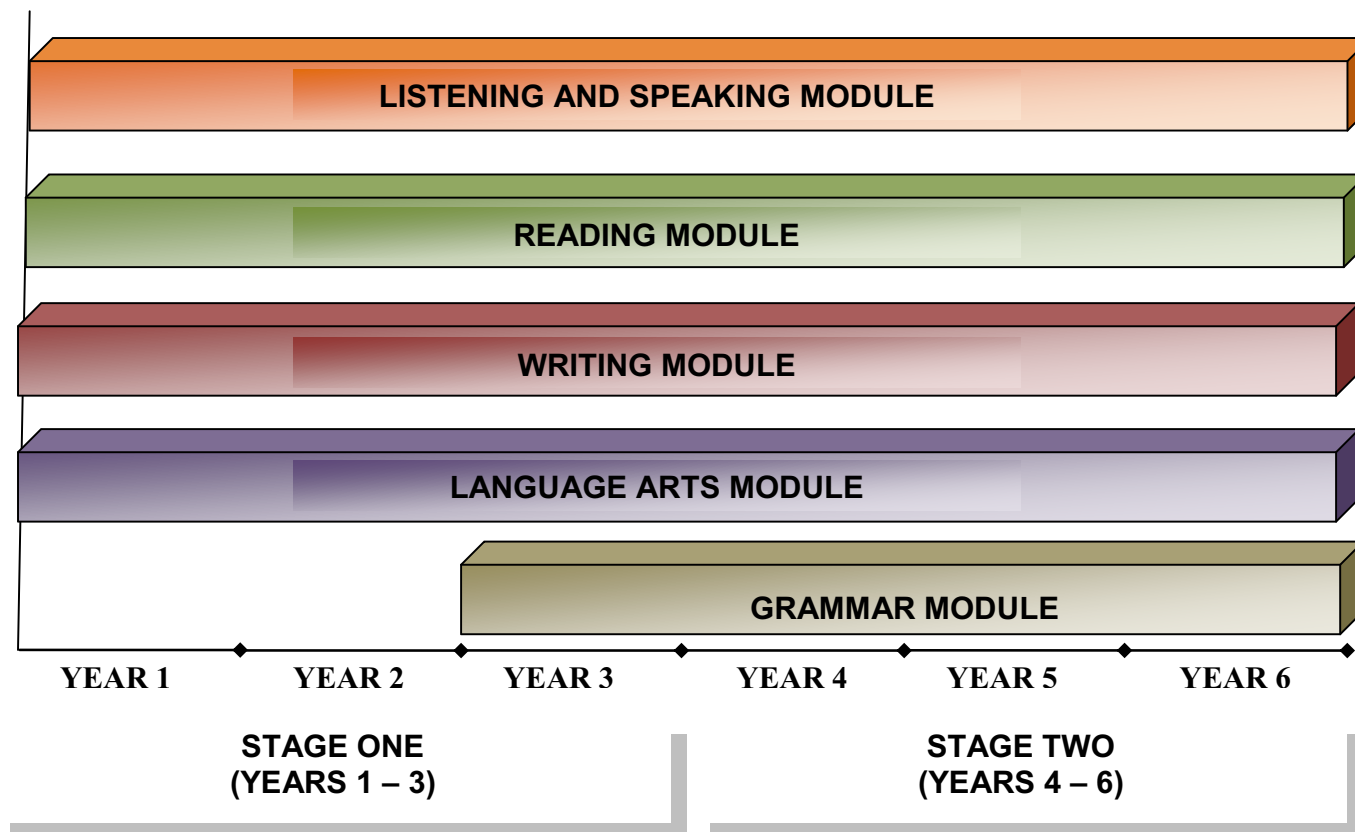 LISTENING AND SPEAKING MODULE
READING MODULE
WRITING MODULE
LANGUAGE ARTS MODULE
GRAMMAR MODULE
YEAR 1 YEAR 2 YEAR 3 YEAR 4 YEAR 5 YEAR 6
STAGE ONE
(YEARS 1 – 3)
STAGE TWO
(YEARS 4 – 6)